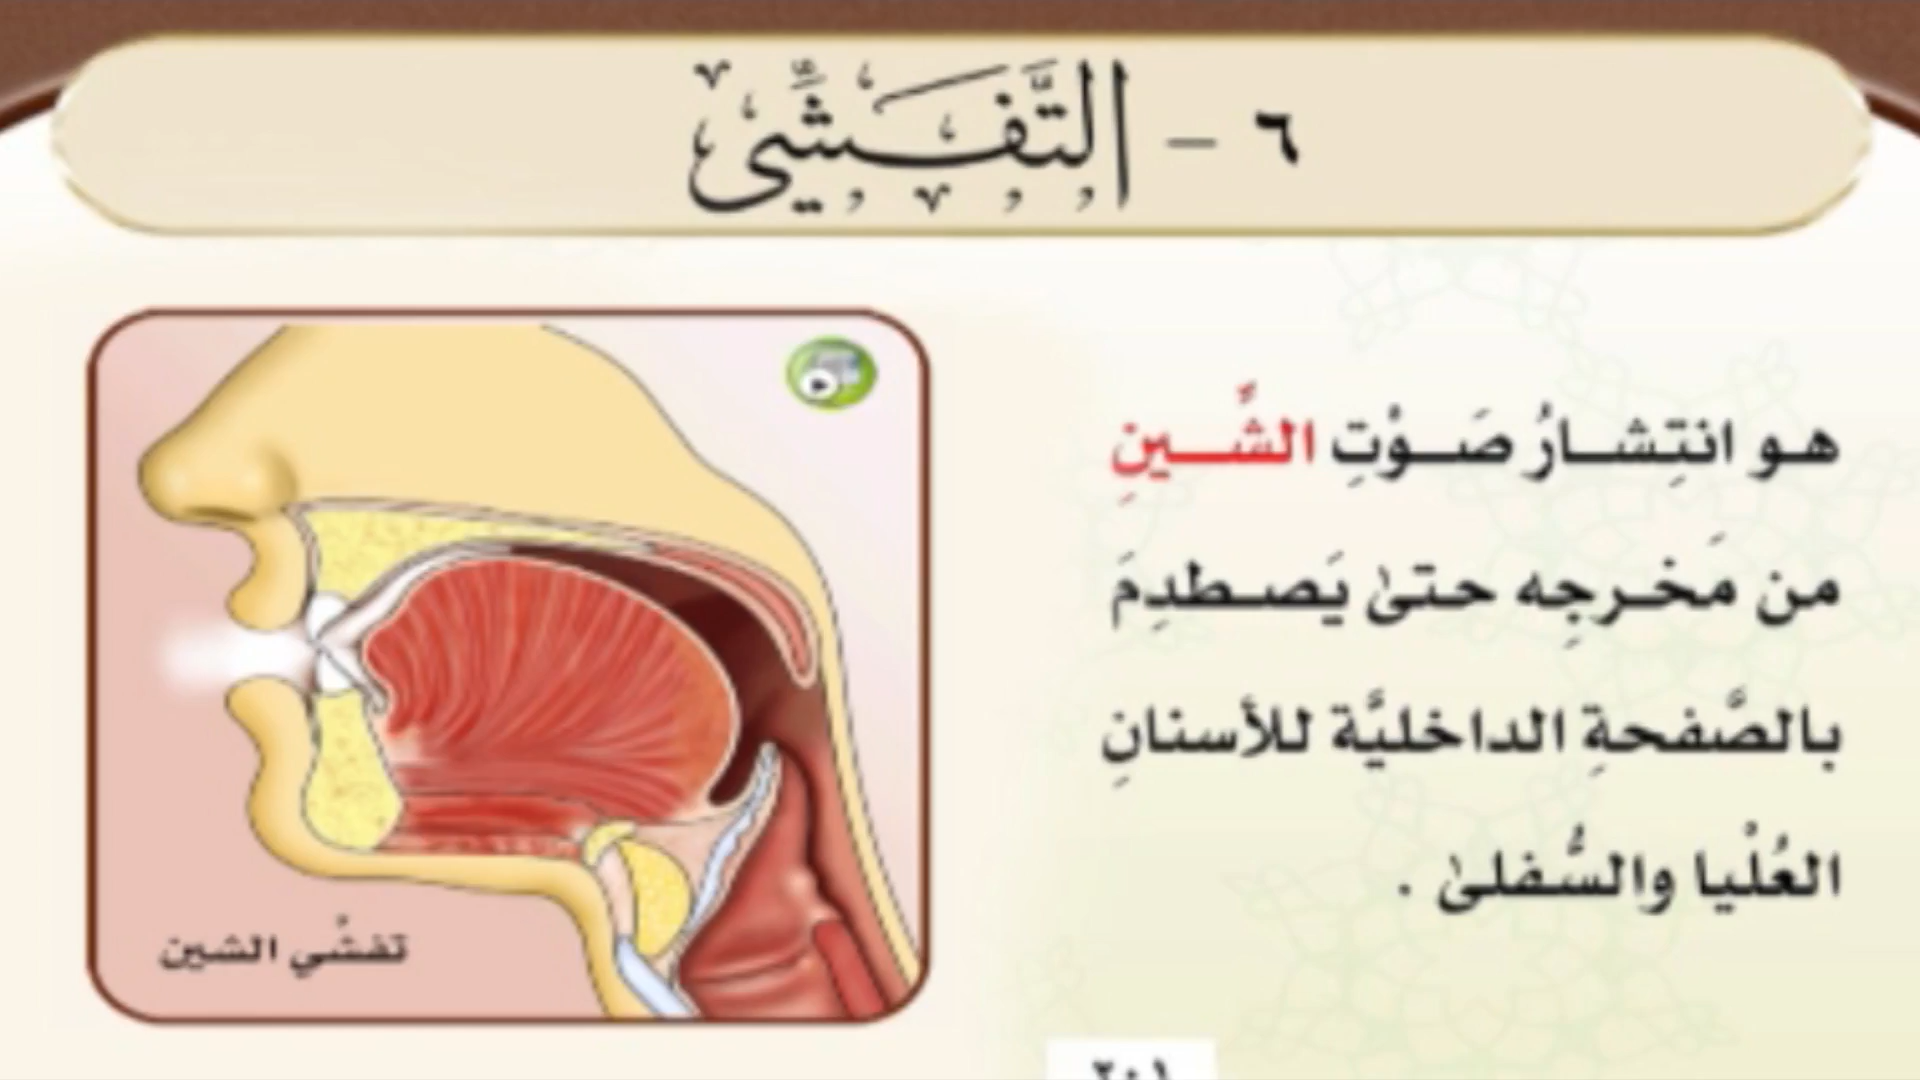 ٦ - التَّفَشِّي
هو انتِشارُ صَوْتِ الشَّينِ
من مَخرجِه حتىٰ يَصطدِمَ
بالصَّفحةِ الداخليَّة للأسنانِ
العُلْيا والسُّفلىٰ .
تفشِّي الشين